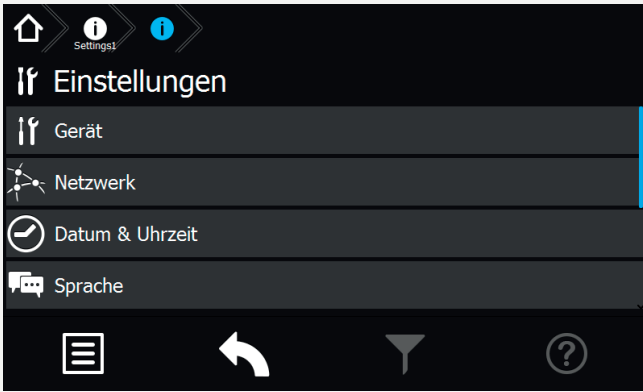 Settings1
Einstellungen
Gerät
Netzwerk
Datum & Uhrzeit
Sprache